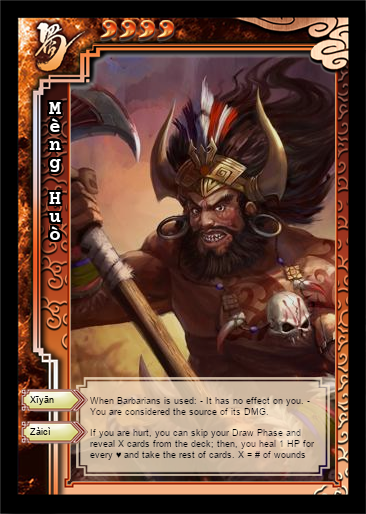 蜀
Mèng Huò
Xīyān
When Barbarians is used: - It has no effect on you. -
You are considered the source of its DMG.
Zàicì
If you are hurt, you can skip your Draw Phase and
reveal X cards from the deck; then, you heal 1 HP for
every ♥ and take the rest of cards. X = # of wounds